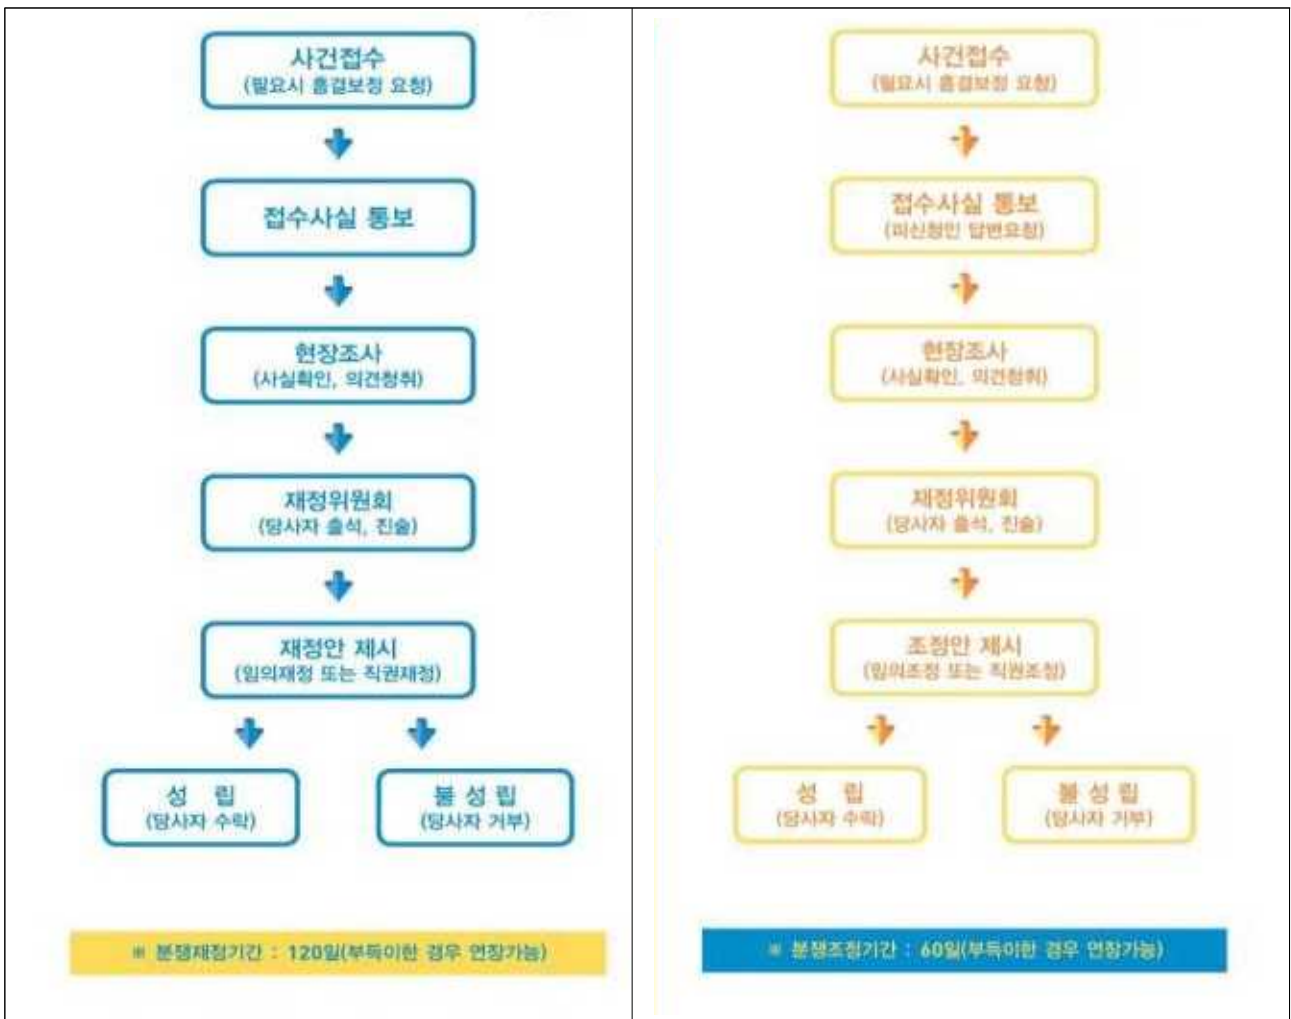 사건접수
(필요시 흠결보정 요청)
접수사실 통보
현장조사
(사실확인, 의견청취)
재정위원회
(당사자 출석, 진술)
재정안 제시
(임의재정 또는 직권재정)
성 립
(당사자 수락)
불 성 립
(당사자 거부)
※ 분쟁재정기간 : 120일(부득이한 경우 연장가능)
사건접수
(필요시 흠결보정 요청)
접수사실 통보
(피신청인 답변요청)
현장조사
(사실확인, 의견청취)
재정위원회
(당사자 출석, 진술)
조정안 제시
(임의조정 또는 직권조정)
성 립
(당사자 수락)
불 성 립
(당사자 거부)
※ 분쟁조정기간 : 60일(부득이한 경우 연장가능)